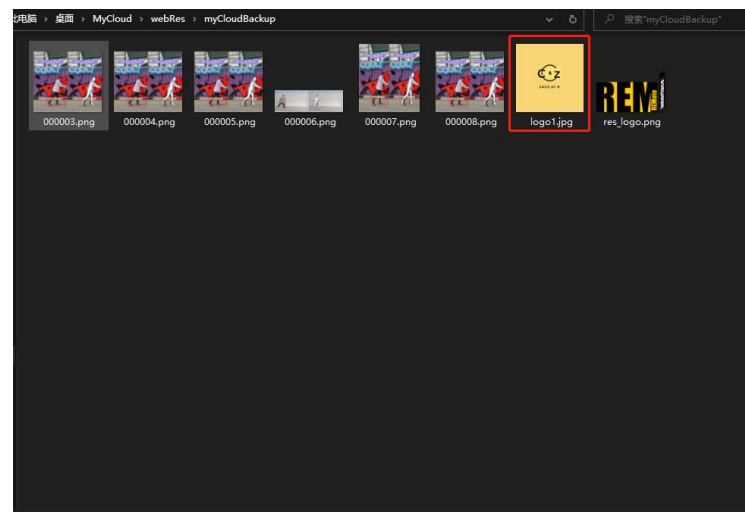 此电脑 › 桌面 › MyCloud › webRes › myCloudBackup
搜索"myCloudBackup"
REM
000003.png 000004.png 000005.png 000006.png 000007.png 000008.png logo1.jpg res_logo.png